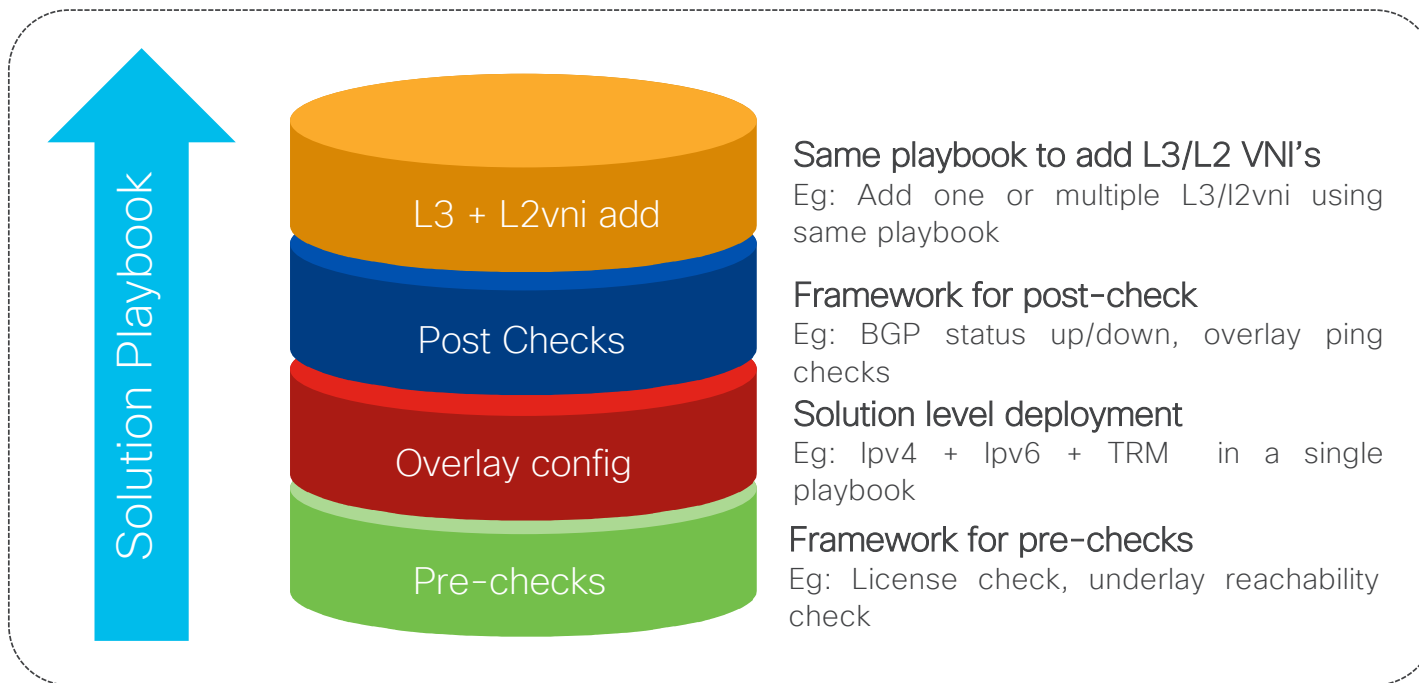 Solution Playbook
L3 + L2vni add
Post Checks
Overlay config
Pre-checks
Same playbook to add L3/L2 VNI's
Eg: Add one or multiple L3/l2vni using
same playbook
Framework for post-check
Eg: BGP status up/down, overlay ping
checks
Solution level deployment
Eg: Ipv4 + Ipv6 + TRM in a single
playbook
Framework for pre-checks
Eg: License check, underlay reachability
check